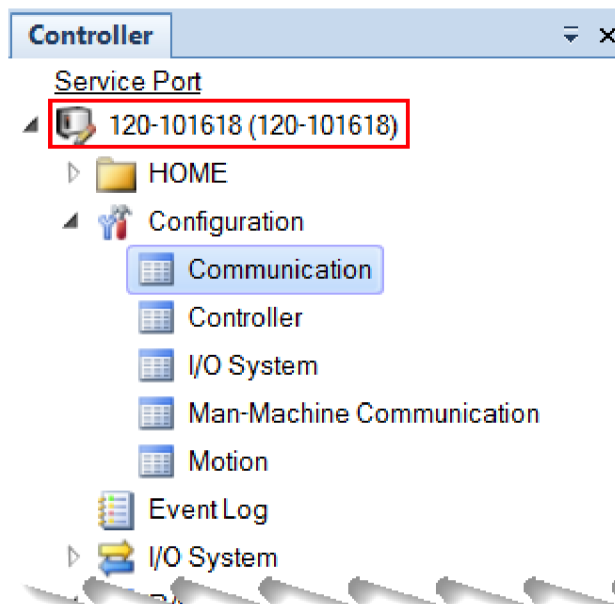 Controller
Service Port
120-101618 (120-101618)
HOME
Configuration
Communication
Controller
I/O System
Man-Machine Communication
Motion
Event Log
I/O System